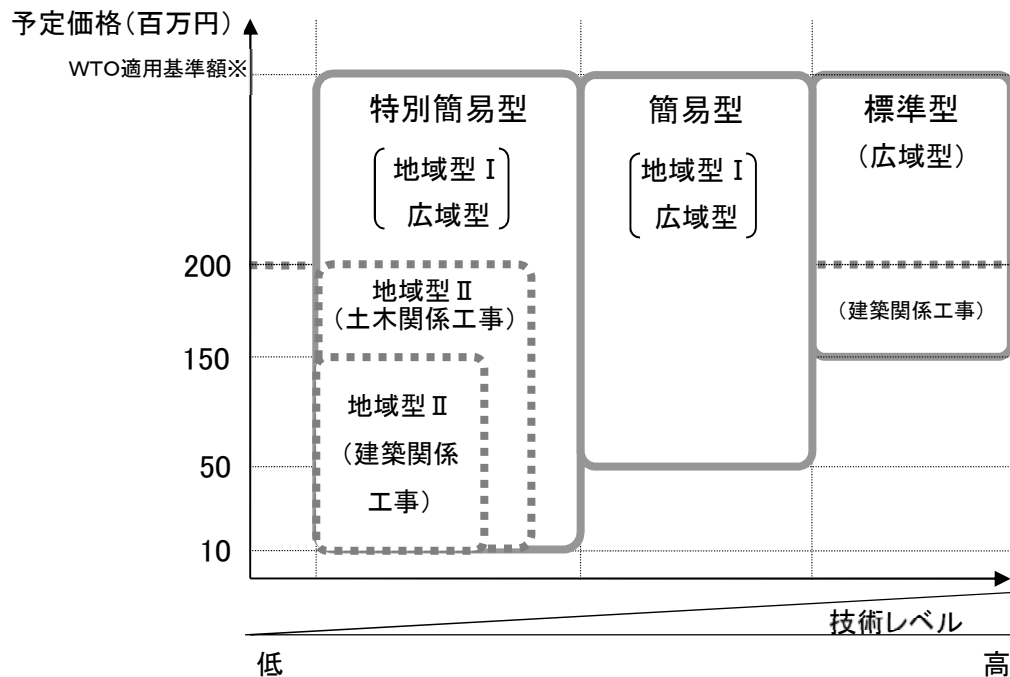 予定価格(百万円)
WTO適用基準額※
特別簡易型
地域型Ⅰ
広域型
簡易型
地域型Ⅰ
広域型
標準型
(広域型)
200
地域型Ⅱ
(土木関係工事)
(建築関係工事)
150
地域型Ⅱ
(建築関係
工事)
50
10
技術レベル
低
高